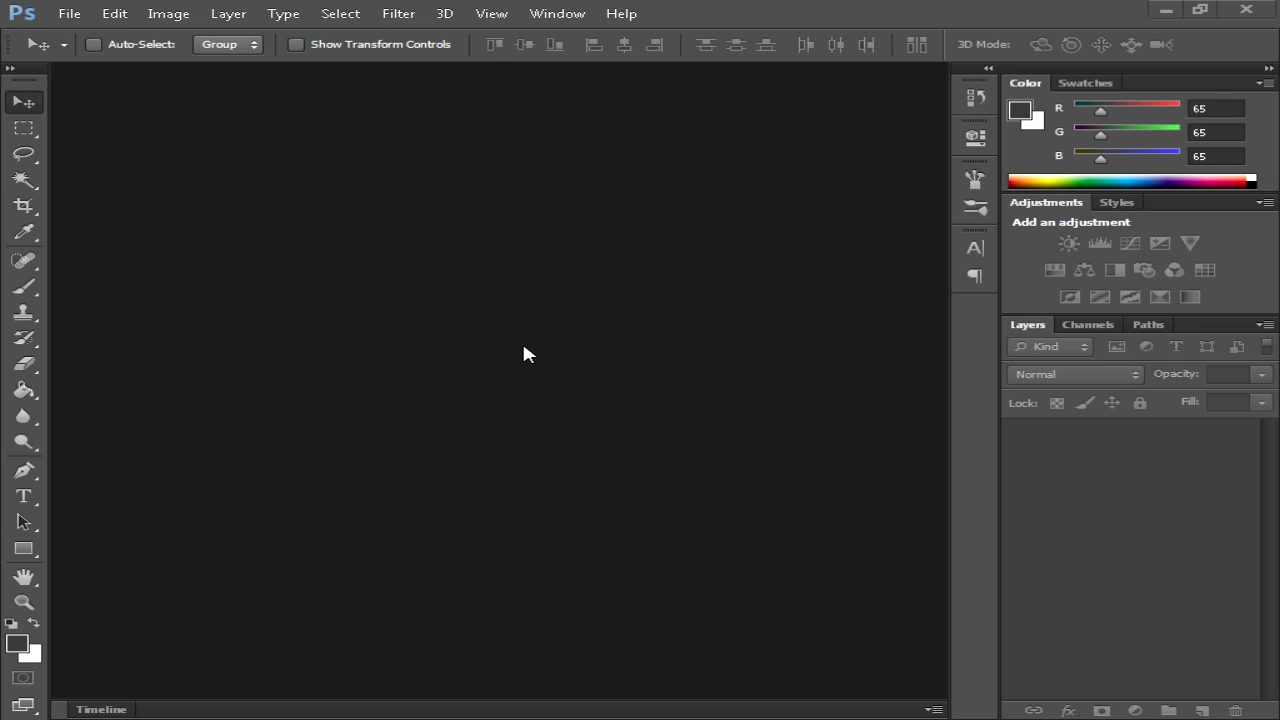 Ps File Edit Image Layer Type Select Filter 3D View Window Help
Auto-Select: Group Show Transform Controls 3D Mode:
Color Swatches
R 65
G 65
B 65
Adjustments Styles
Add an adjustment
Layers Channels Paths
Kind T
Normal Opacity:
Lock: Fill:
A
T
Timeline fx